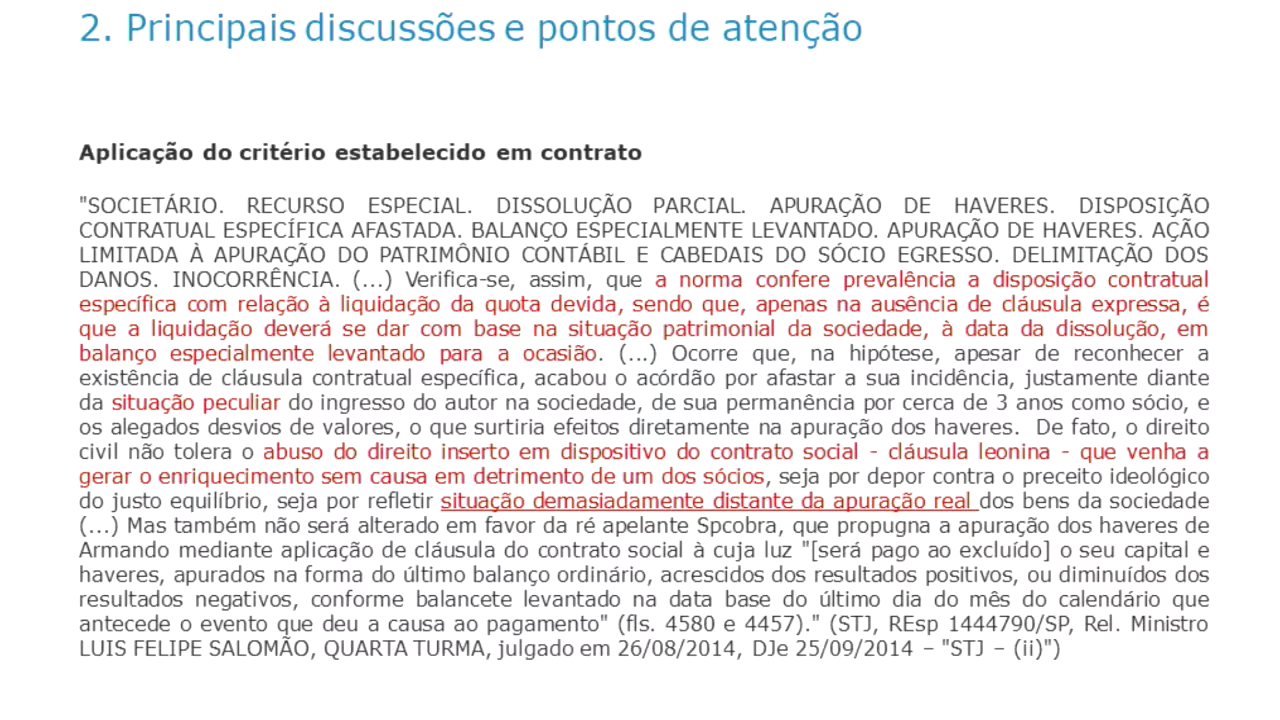 2. Principais discussões e pontos de atenção
Aplicação do critério estabelecido em contrato
"SOCIETÁRIO. RECURSO ESPECIAL. DISSOLUÇÃO PARCIAL. APURAÇÃO DE HAVERES. DISPOSIÇÃO
CONTRATUAL ESPECÍFICA AFASTADA. BALANÇO ESPECIALMENTE LEVANTADO. APURAÇÃO DE HAVERES. AÇÃO
LIMITADA À APURAÇÃO DO PATRIMÔNIO CONTÁBIL E CABEDAIS DO SÓCIO EGRESSO. DELIMITAÇÃO DOS
DANOS. INOCORRÊNCIA. (...) Verifica-se, assim, que a norma confere prevalência a disposição contratual
específica com relação à liquidação da quota devida, sendo que, apenas na ausência de cláusula expressa, é
que a liquidação deverá se dar com base na situação patrimonial da sociedade, à data da dissolução, em
balanço especialmente levantado para a ocasião. (...) Ocorre que, na hipótese, apesar de reconhecer a
existência de cláusula contratual específica, acabou o acórdão por afastar a sua incidência, justamente diante
da situação peculiar do ingresso do autor na sociedade, de sua permanência por cerca de 3 anos como sócio, e
os alegados desvios de valores, o que surtiria efeitos diretamente na apuração dos haveres. De fato, o direito
civil não tolera o abuso do direito inserto em dispositivo do contrato social - cláusula leonina - que venha a
gerar o enriquecimento sem causa em detrimento de um dos sócios, seja por depor contra o preceito ideológico
do justo equilíbrio, seja por refletir situação demasiadamente distante da apuração real dos bens da sociedade
(...) Mas também não será alterado em favor da ré apelante Spcobra, que propugna a apuração dos haveres de
Armando mediante aplicação de cláusula do contrato social à cuja luz "[será pago ao excluído] o seu capital e
haveres, apurados na forma do último balanço ordinário, acrescidos dos resultados positivos, ou diminuídos dos
resultados negativos, conforme balancete levantado na data base do último dia do mês do calendário que
antecede o evento que deu a causa ao pagamento" (fls. 4580 e 4457)." (STJ, REsp 1444790/SP, Rel. Ministro
LUIS FELIPE SALOMÃO, QUARTA TURMA, julgado em 26/08/2014, DJe 25/09/2014 – "STJ – (ii)")